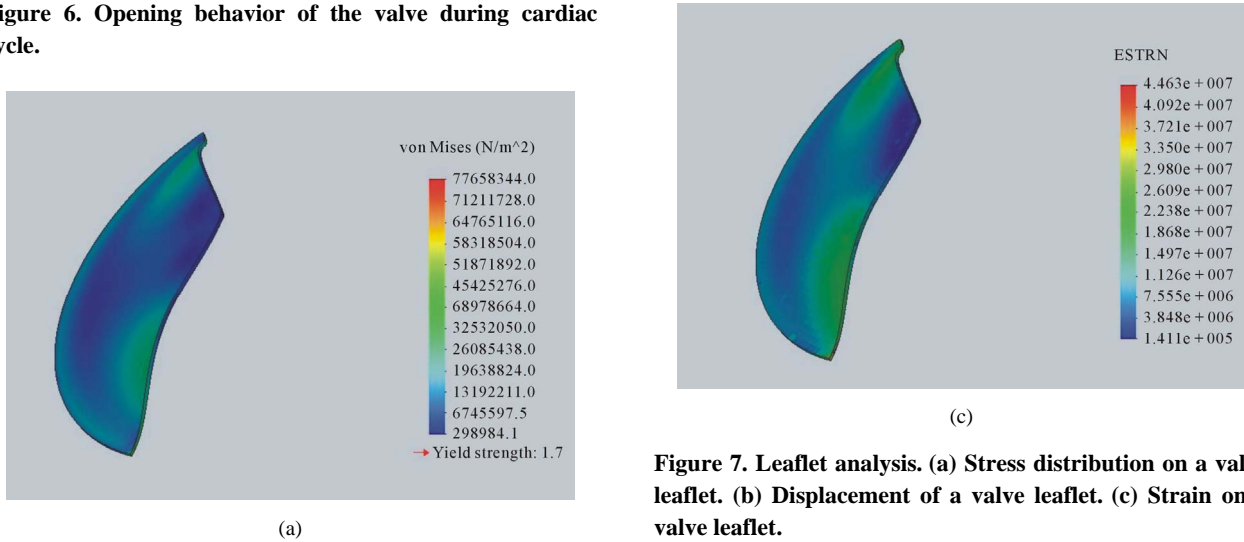 igure 6. Opening behavior of the valve during cardiac
ycle.
von Mises (N/m^2)
77658344.0
71211728.0
64765116.0
58318504.0
51871892.0
45425276.0
68978664.0
32532050.0
26085438.0
19638824.0
13192211.0
6745597.5
298984.1
Yield strength: 1.7
(a)
ESTRN
4.463e + 007
4.092e + 007
3.721e + 007
3.350e + 007
2.980e + 007
2.609e + 007
2.238e + 007
1.868e + 007
1.497e + 007
1.126e + 007
7.555e + 006
3.848e + 006
1.411e + 005
(c)
Figure 7. Leaflet analysis. (a) Stress distribution on a val
leaflet. (b) Displacement of a valve leaflet. (c) Strain on
valve leaflet.